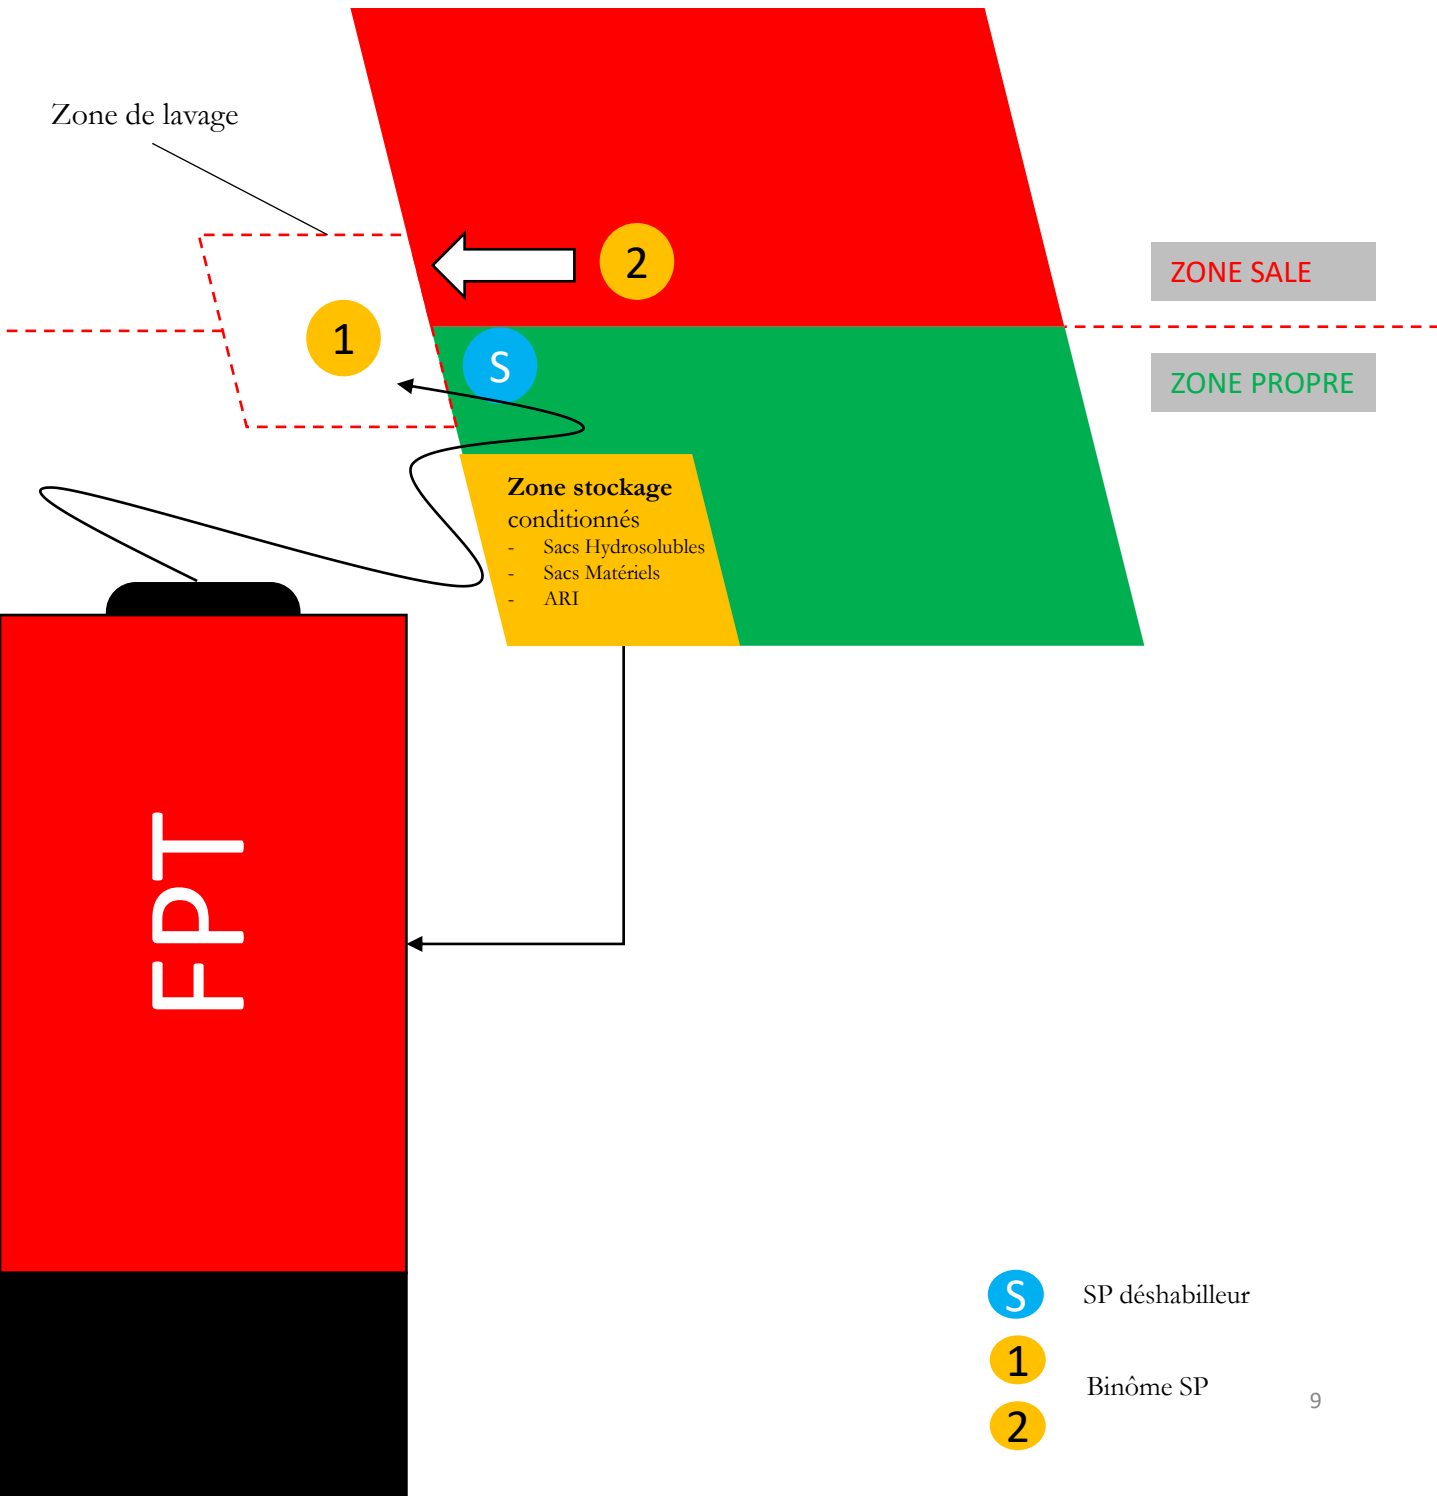 Zone de lavage
2
ZONE SALE
1
S
ZONE PROPRE
Zone stockage
conditionnés
- Sacs Hydrosolubles
- Sacs Matériels
- ARI
FPT
S SP déshabilleur
1
Binôme SP
2
9